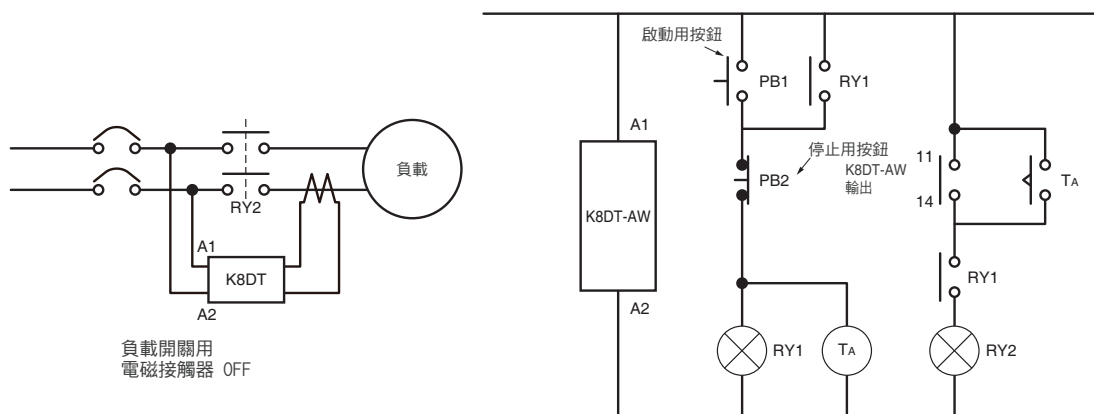 負載
RY2
A1
K8DT
A2
負載開關用
電磁接觸器 OFF
啟動用按鈕
PB1
RY1
A1
停止用按鈕
PB2
K8DT-AW
輸出
11
14
TA
K8DT-AW
RY1
A2
RY1
TA
RY2